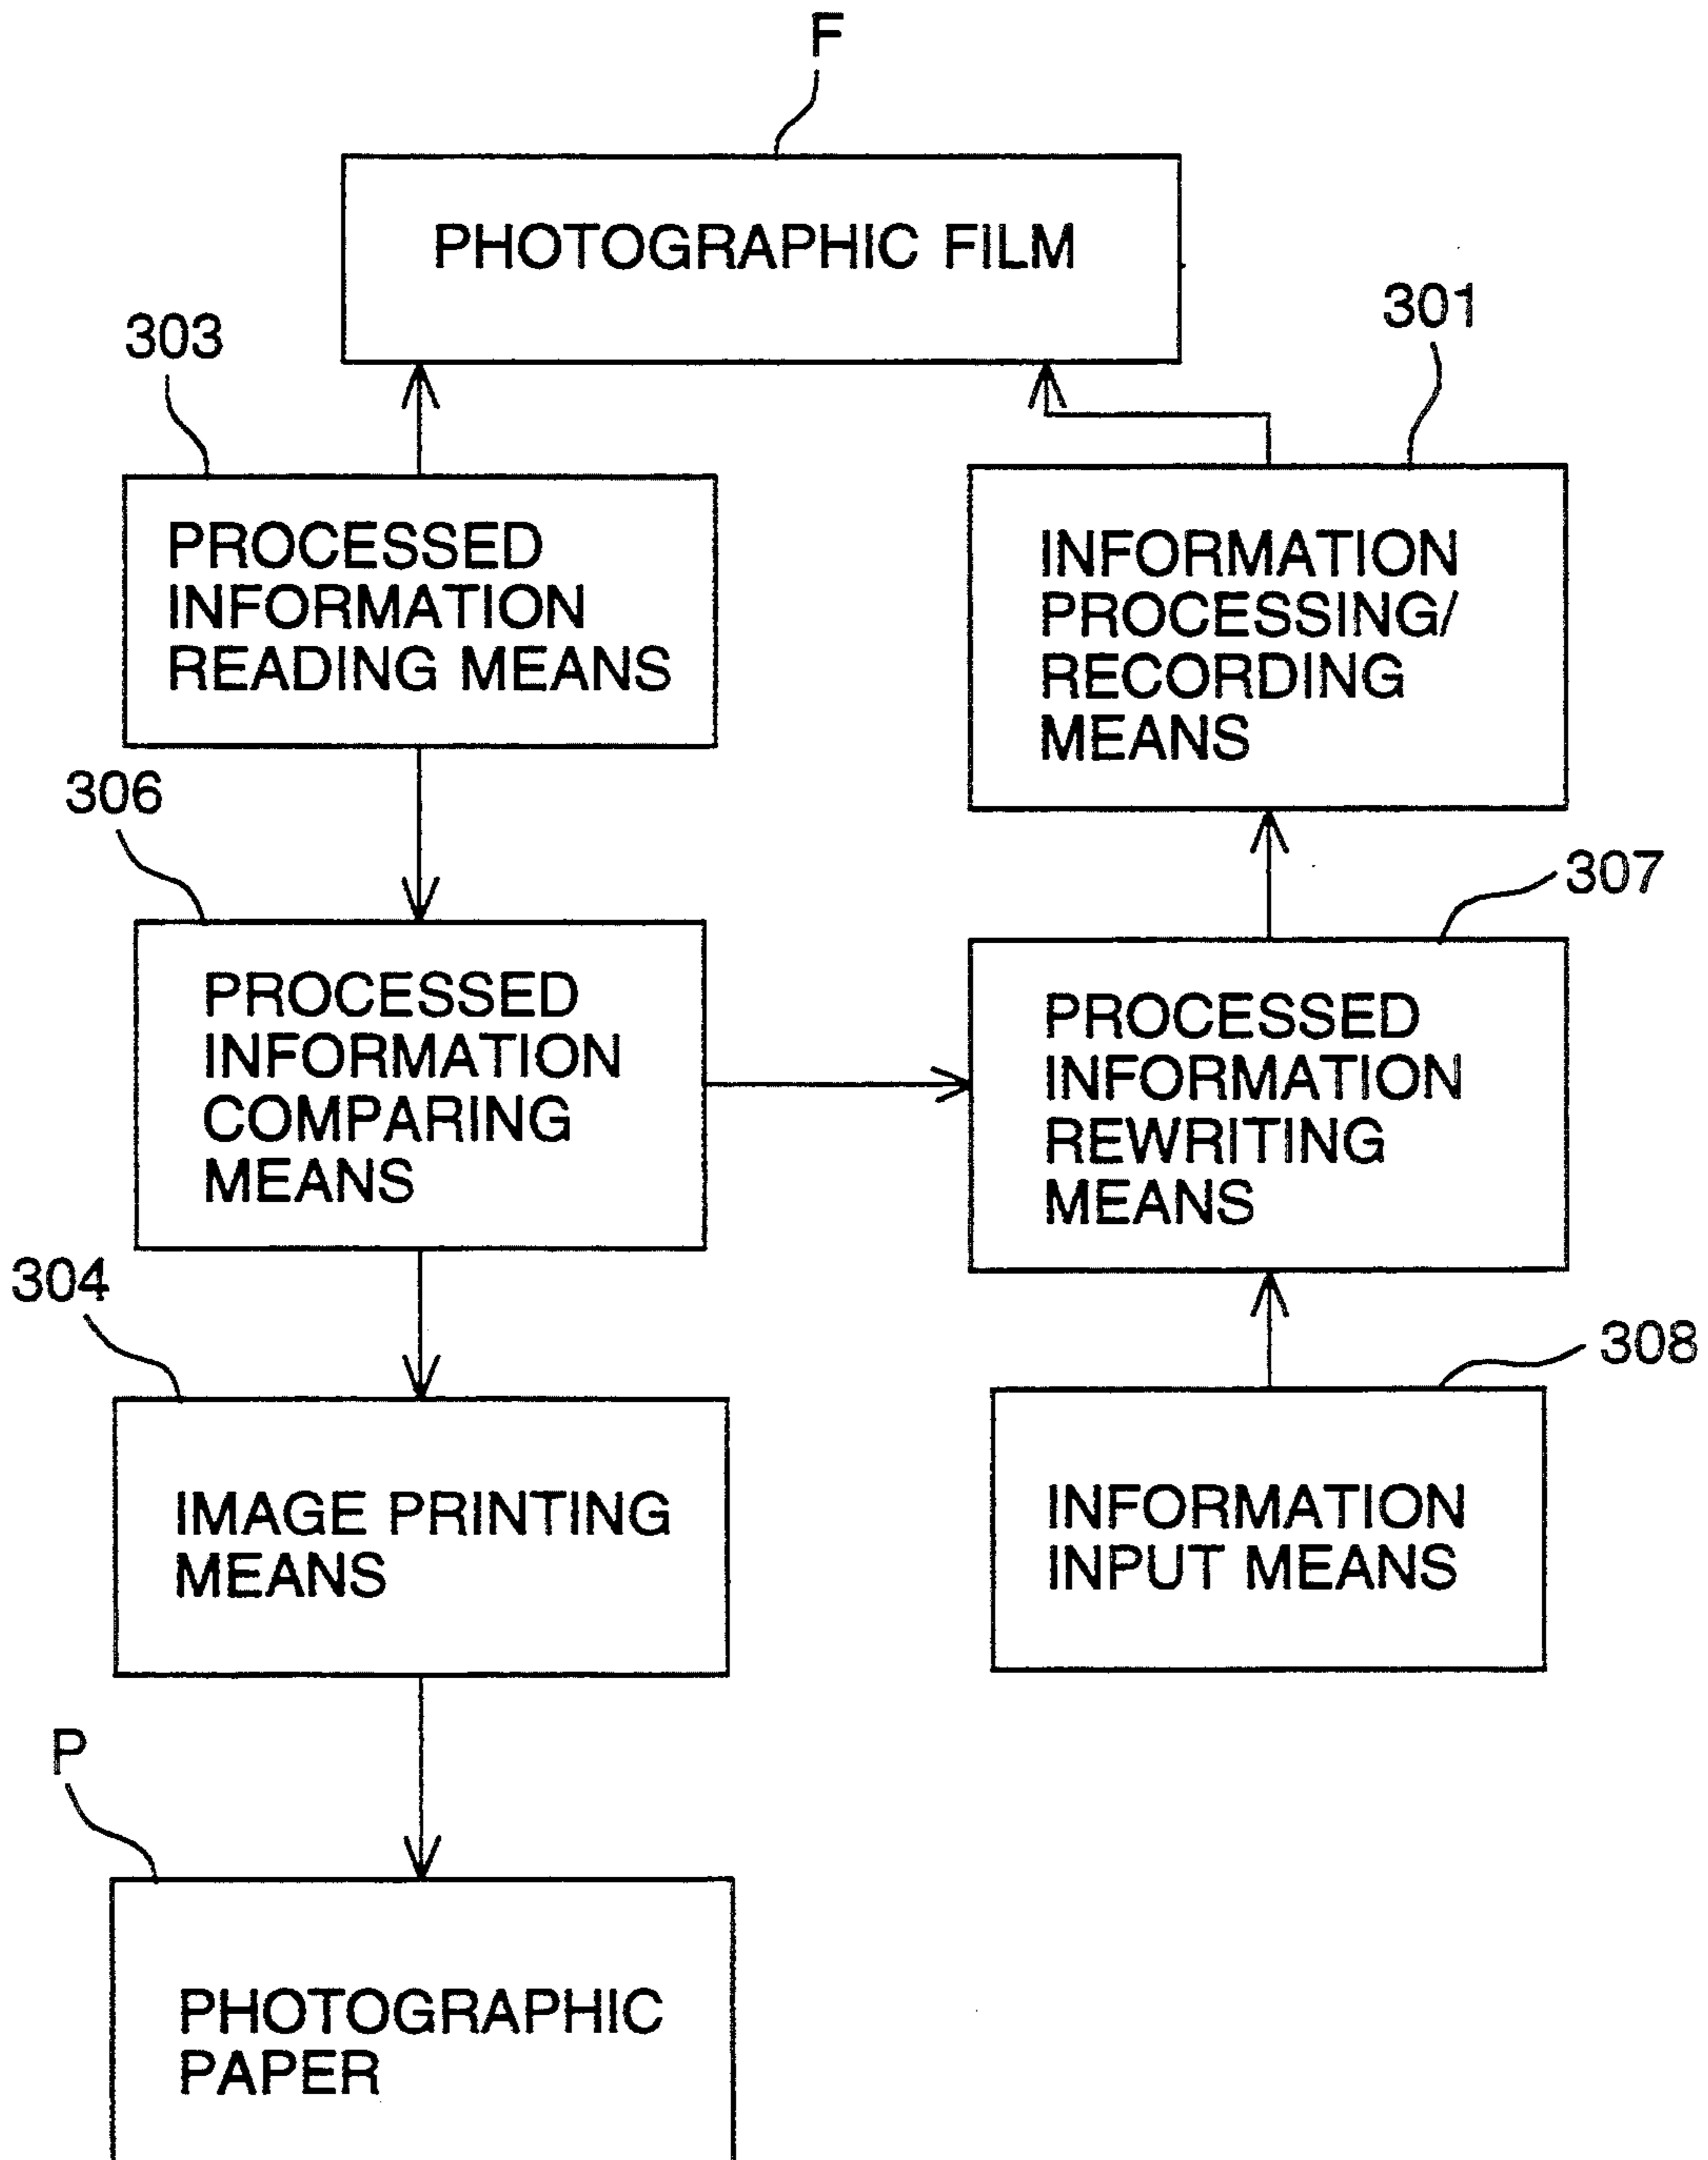 F
PHOTOGRAPHIC FILM
303
301
PROCESSED
INFORMATION
READING MEANS
INFORMATION
PROCESSING/
RECORDING
MEANS
306
307
PROCESSED
INFORMATION
COMPARING
MEANS
PROCESSED
INFORMATION
REWRITING
MEANS
304
308
IMAGE PRINTING
MEANS
INFORMATION
INPUT MEANS
P
PHOTOGRAPHIC
PAPER